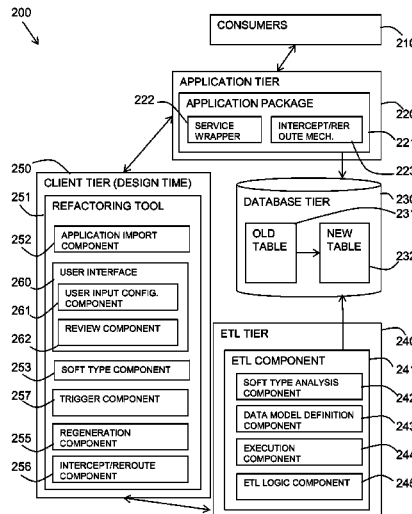 200
CONSUMERS
210
APPLICATION TIER
APPLICATION PACKAGE
222
SERVICE
WRAPPER
INTERCEPT/RER
OUTE MECH.
220
221
223
250
CLIENT TIER (DESIGN TIME)
251
REFACTORING TOOL
252
APPLICATION IMPORT
COMPONENT
260
USER INTERFACE
261
USER INPUT CONFIG.
COMPONENT
262
REVIEW COMPONENT
253
SOFT TYPE COMPONENT
257
TRIGGER COMPONENT
255
REGENERATION
COMPONENT
256
INTERCEPT/REROUTE
COMPONENT
DATABASE TIER
230
231
OLD
TABLE
NEW
TABLE
232
ETL TIER
240
ETL COMPONENT
241
SOFT TYPE ANALYSIS
COMPONENT
242
DATA MODEL DEFINITION
COMPONENT
243
EXECUTION
COMPONENT
244
ETL LOGIC COMPONENT
245